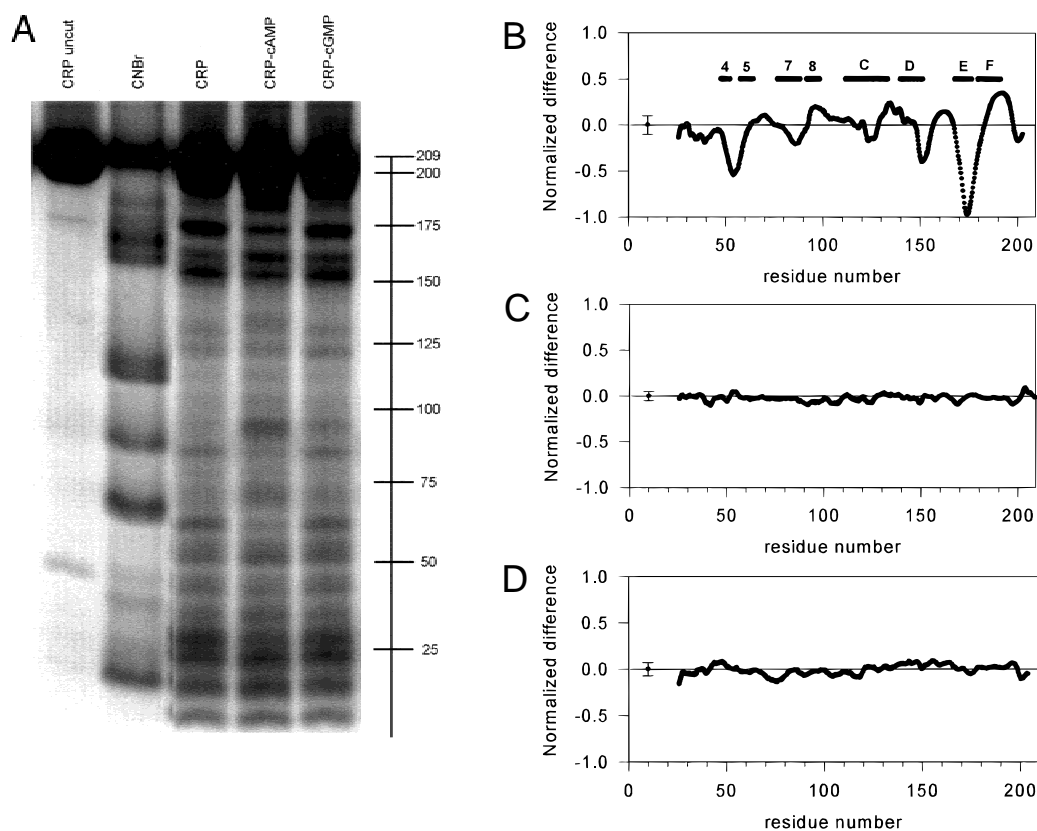 A
CRP uncut
CNBr
CRP
CRP-cAMP
CRP-cGMP
209
200
175
150
125
100
75
50
25
B
Normalized difference
1.0
0.5
0.0
-0.5
-1.0
4 5 7 8 C D E F
0 50 100 150 200
residue number
C
Normalized difference
1.0
0.5
0.0
-0.5
-1.0
0 50 100 150 200
residue number
D
Normalized difference
1.0
0.5
0.0
-0.5
-1.0
0 50 100 150 200
residue number